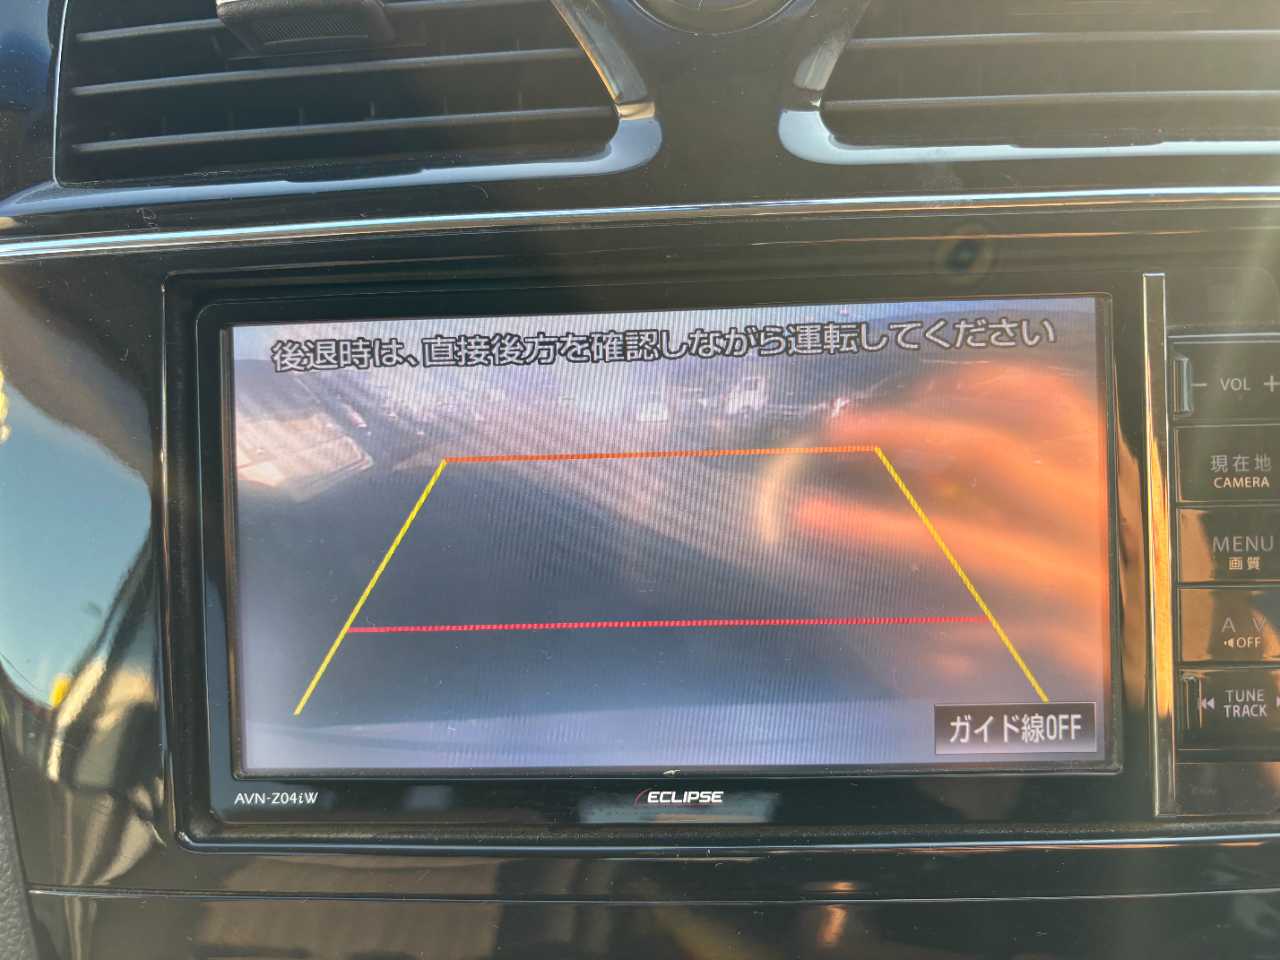 後退時は、直接後方を確認しながら運転してください
ガイド線OFF
AVN-Z04iW
ECLIPSE
− VOL +
現在地
CAMERA
MENU
画質
A V
OFF
TUNE
TRACK